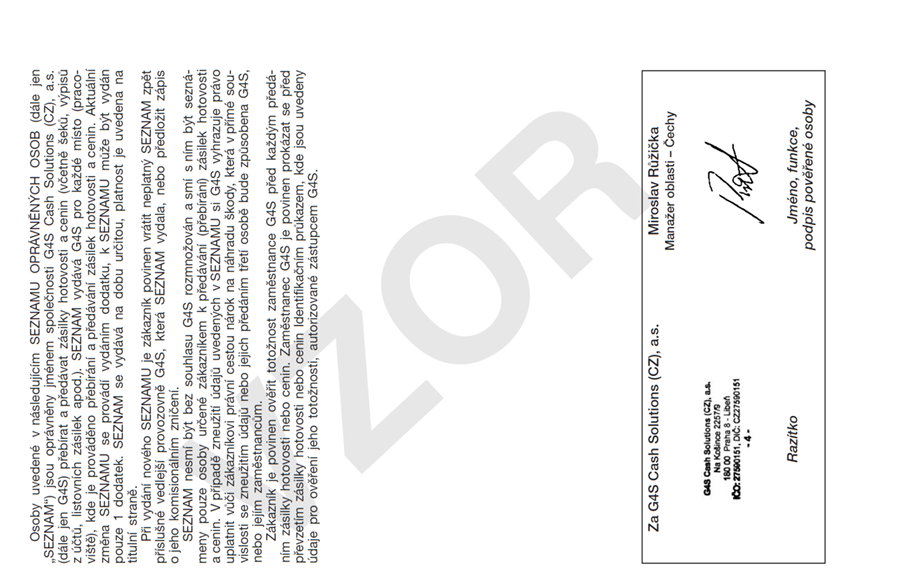 Osoby uvedené v následujícím SEZNAMU OPRÁVNĚNÝCH OSOB (dále jen
„SEZNAM“) jsou oprávněny jménem společnosti G4S Cash Solutions (CZ), a.s.
(dále jen G4S) přebírat a předávat zásilky hotovosti a cenin (včetně šeků, výpisů
z účtů, listovních zásilek apod.). SEZNAM vydává G4S pro každé místo (praco-
viště), kde je prováděno přebírání a předávání zásilek hotovosti a cenin. Aktuální
změna SEZNAMU se provádí vydáním dodatku, k SEZNAMU může být vydán
pouze 1 dodatek. SEZNAM se vydává na dobu určitou, platnost je uvedena na
titulní straně.
Při vydání nového SEZNAMU je zákazník povinen vrátit neplatný SEZNAM zpět
příslušné vedlejší provozovně G4S, která SEZNAM vydala, nebo předložit zápis
o jeho komisionálním zničení.
SEZNAM nesmí být bez souhlasu G4S rozmnožován a smí s ním být sezná-
meny pouze osoby určené zákazníkem k předávání (přebírání) zásilek hotovosti
a cenin. V případě zneužití údajů uvedených v SEZNAMU si G4S vyhrazuje právo
uplatnit vůči zákazníkovi právní cestou nárok na náhradu škody, která v přímé sou-
vislosti se zneužitím údajů nebo jejich předáním třetí osobě bude způsobena G4S,
nebo jejím zaměstnancům.
Zákazník je povinen ověřit totožnost zaměstnance G4S před každým předá-
ním zásilky hotovosti nebo cenin. Zaměstnanec G4S je povinen prokázat se před
převzetím zásilky hotovosti nebo cenin Identifikačním průkazem, kde jsou uvedeny
údaje pro ověření jeho totožnosti, autorizované zástupcem G4S.
VZOR
Za G4S Cash Solutions (CZ), a.s.
Miroslav Růžička
Manažer oblasti – Čechy
G4S Cash Solutions (CZ), a.s.
Na Košince 2257/9
180 00 Praha 8 - Libeň
IČO: 27590151, DIČ: CZ27590151
- 4 -
Razítko
Jméno, funkce,
podpis pověřené osoby